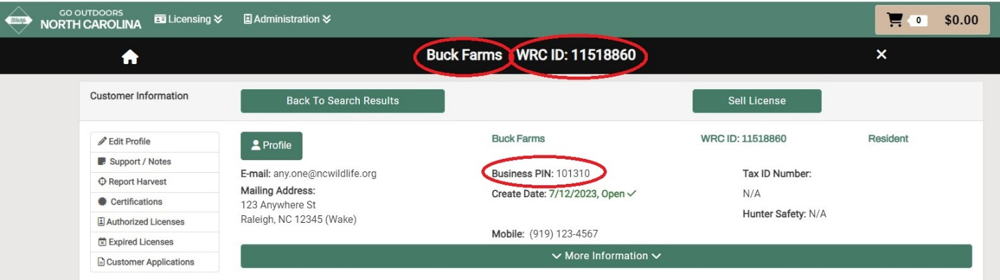 GO OUTDOORS
NORTH CAROLINA
Licensing
Administration
0
$0.00
Buck Farms WRC ID: 11518860
Customer Information
Back To Search Results
Sell License
Edit Profile
Support / Notes
Report Harvest
Certifications
Authorized Licenses
Expired Licenses
Customer Applications
Profile
E-mail: any.one@ncwildlife.org
Mailing Address:
123 Anywhere St
Raleigh, NC 12345 (Wake)
Buck Farms
Business PIN: 101310
Create Date: 7/12/2023, Open
Mobile: (919) 123-4567
WRC ID: 11518860
Resident
Tax ID Number:
N/A
Hunter Safety: N/A
More Information